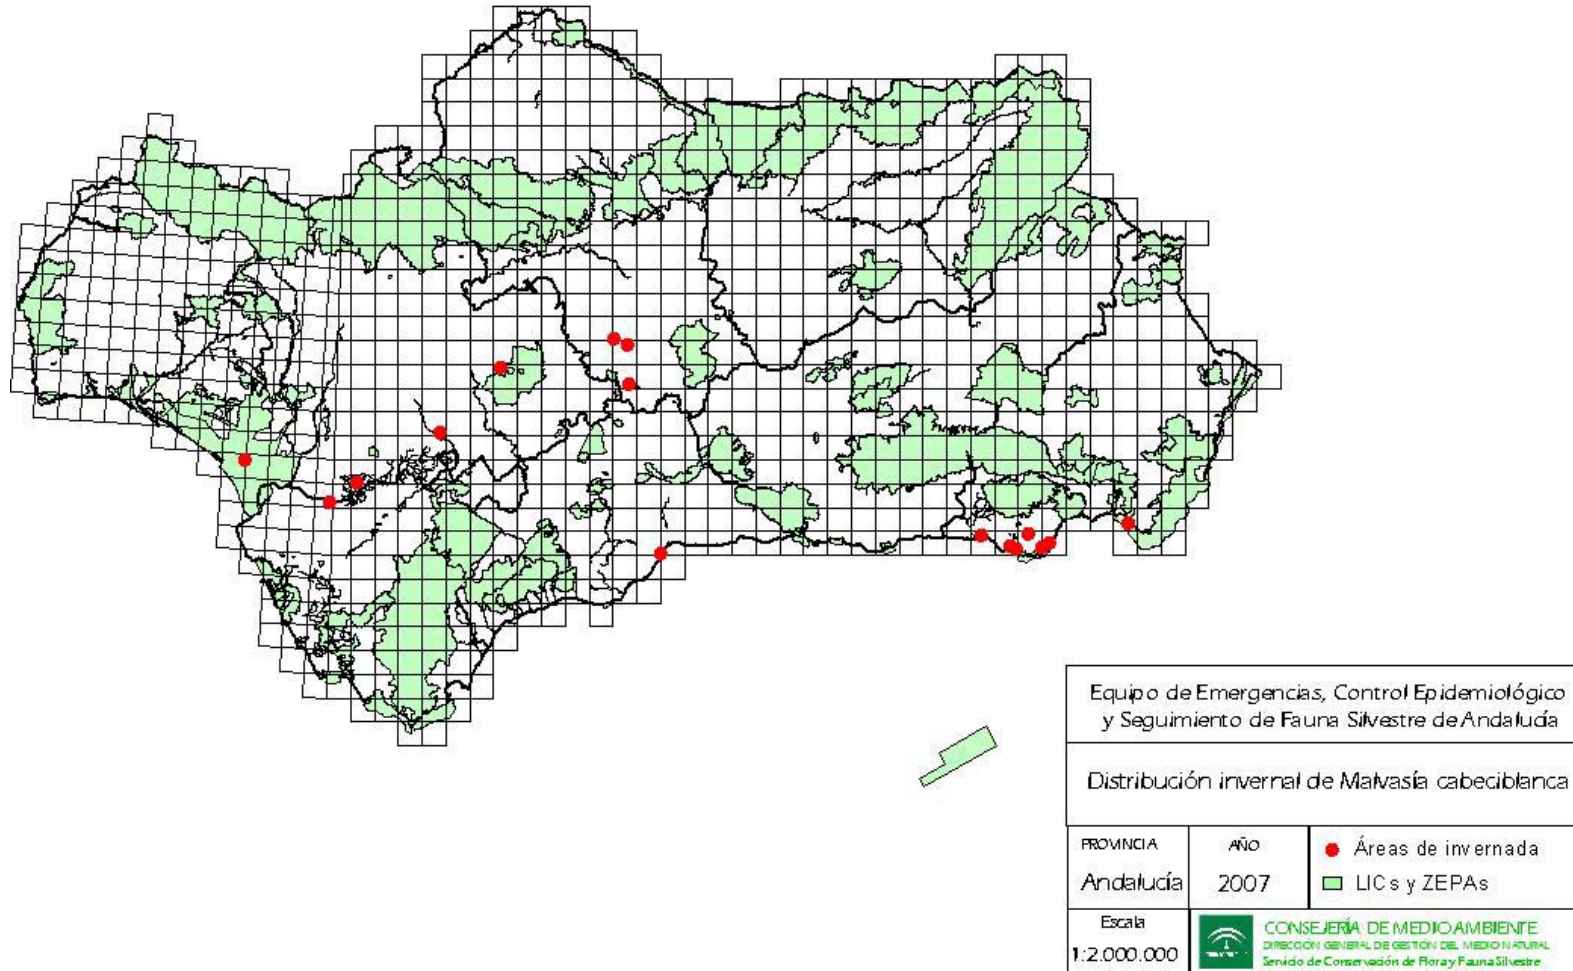 Equipo de Emergencias, Control Epidemiológico
y Seguimiento de Fauna Silvestre de Andalucía
Distribución invernal de Malvasía cabeciblanca
PROVINCIA
Andalucía
AÑO
2007
Áreas de invernada
LICs y ZEPAs
Escala
1:2.000.000
CONSEJERÍA DE MEDIO AMBIENTE
DIRECCIÓN GENERAL DE GESTIÓN DEL MEDIO NATURAL
Servicio de Conservación de Flora y Fauna Silvestre